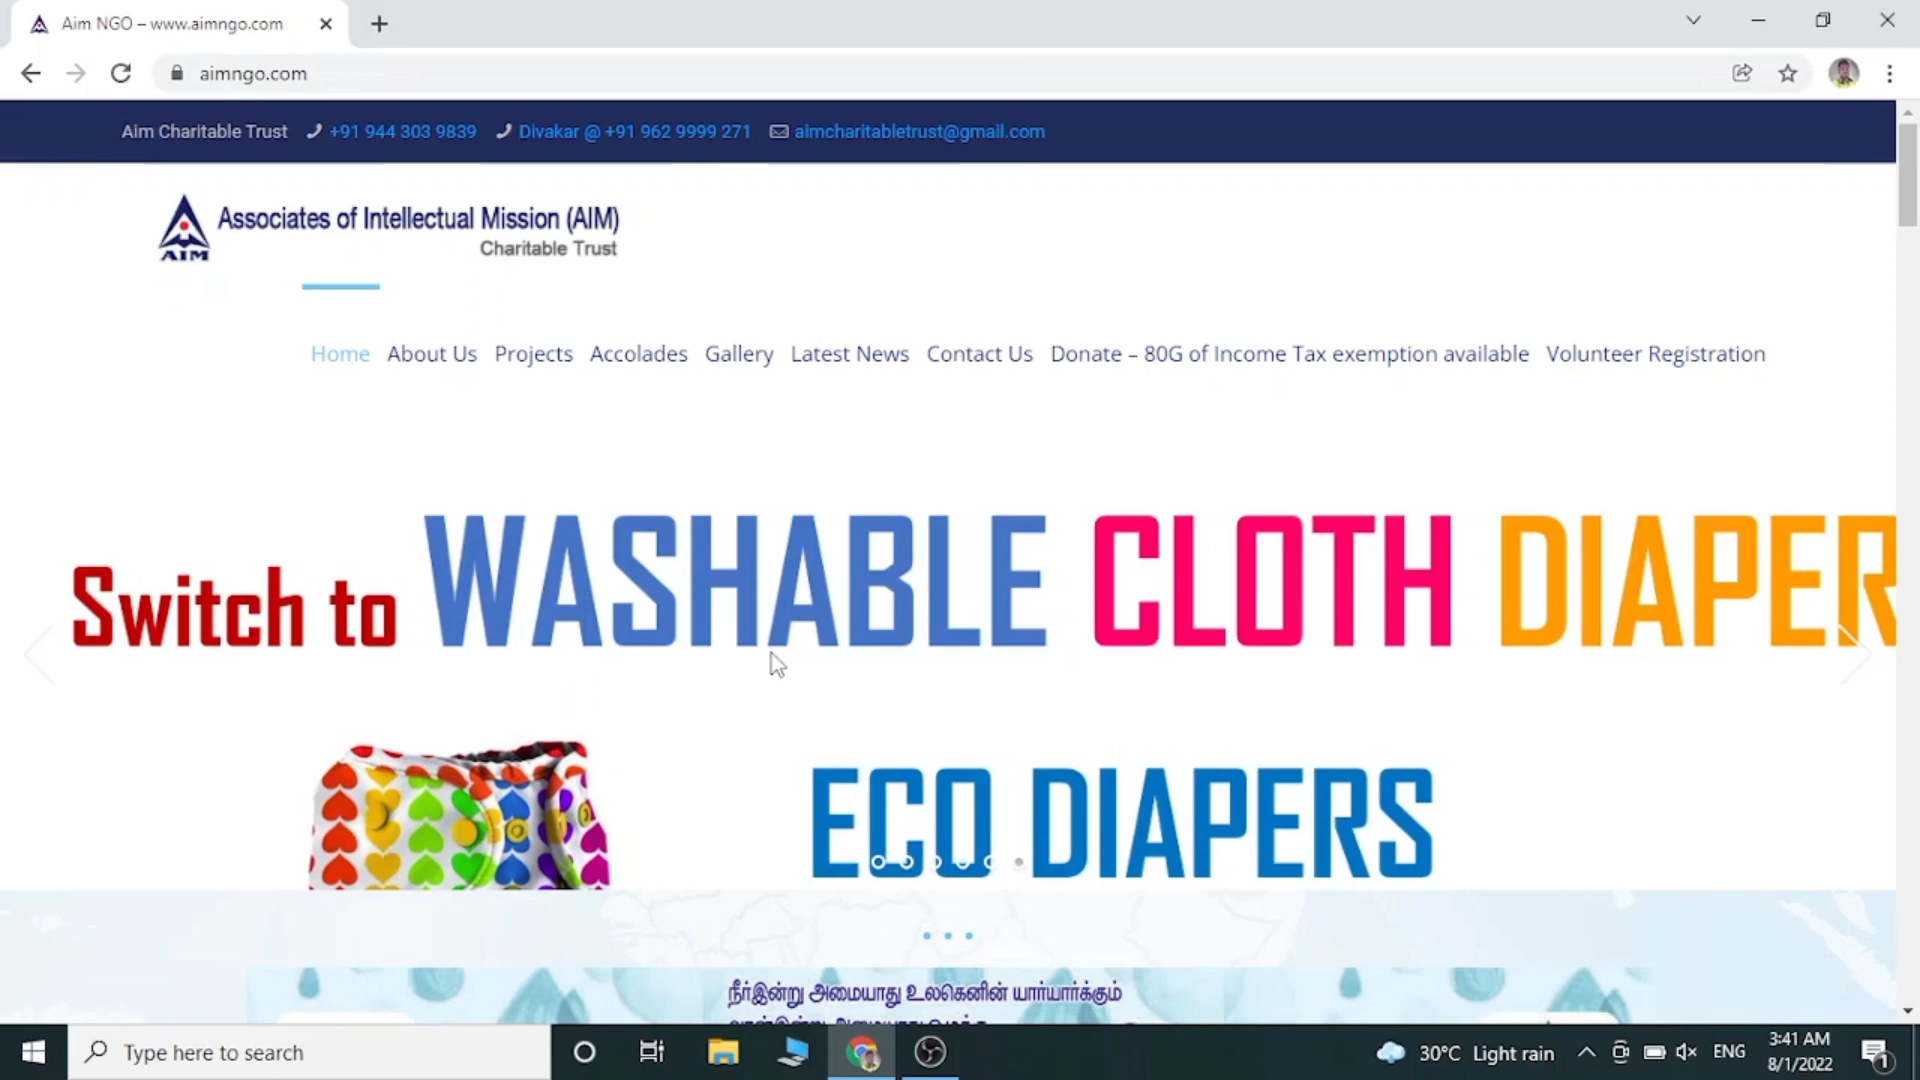 Aim NGO – www.aimngo.com
aimngo.com
Aim Charitable Trust +91 944 303 9839 Divakar @ +91 962 9999 271 aimcharitabletrust@gmail.com
Associates of Intellectual Mission (AIM)
Charitable Trust
AIM
Home About Us Projects Accolades Gallery Latest News Contact Us Donate – 80G of Income Tax exemption available Volunteer Registration
Switch to WASHABLE CLOTH DIAPER
ECO DIAPERS
நீர்இன்று அமையாது உலகெனின் யார்யார்க்கும்
Type here to search
30°C Light rain
ENG
3:41 AM
8/1/2022
1